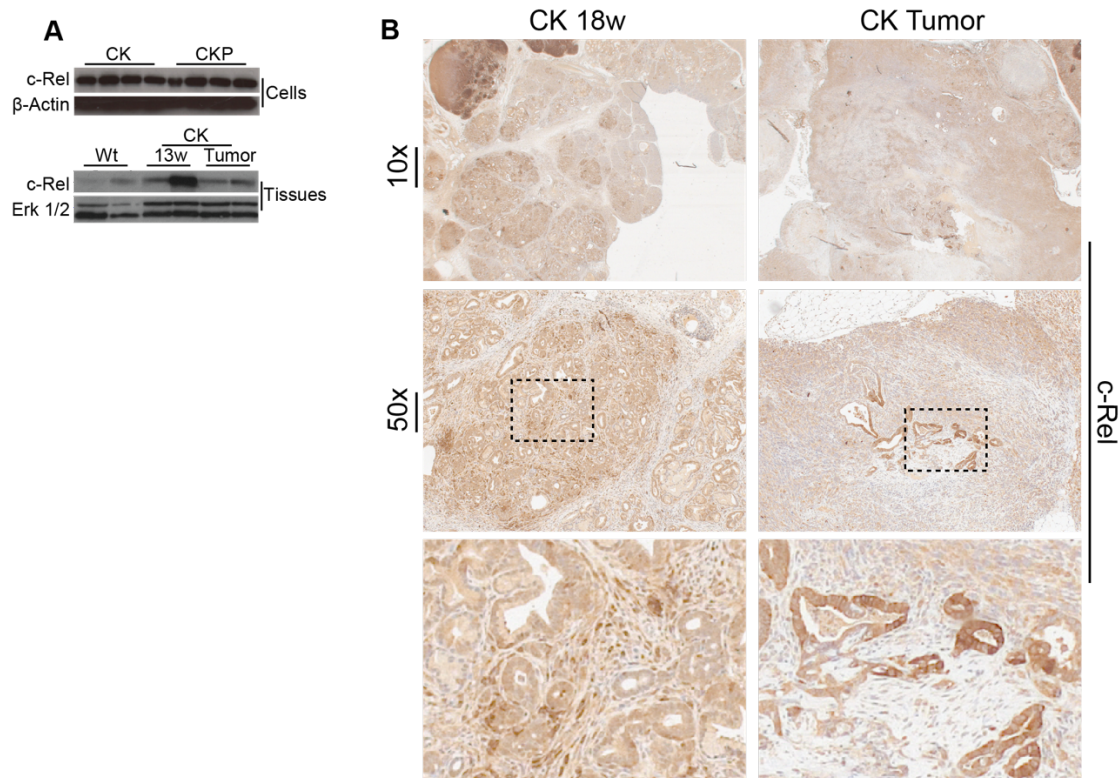 A
CK CKP
c-Rel
β-Actin
Cells
CK
Wt 13w Tumor
c-Rel
Erk 1/2
Tissues
B
CK 18w CK Tumor
10x
50x
c-Rel